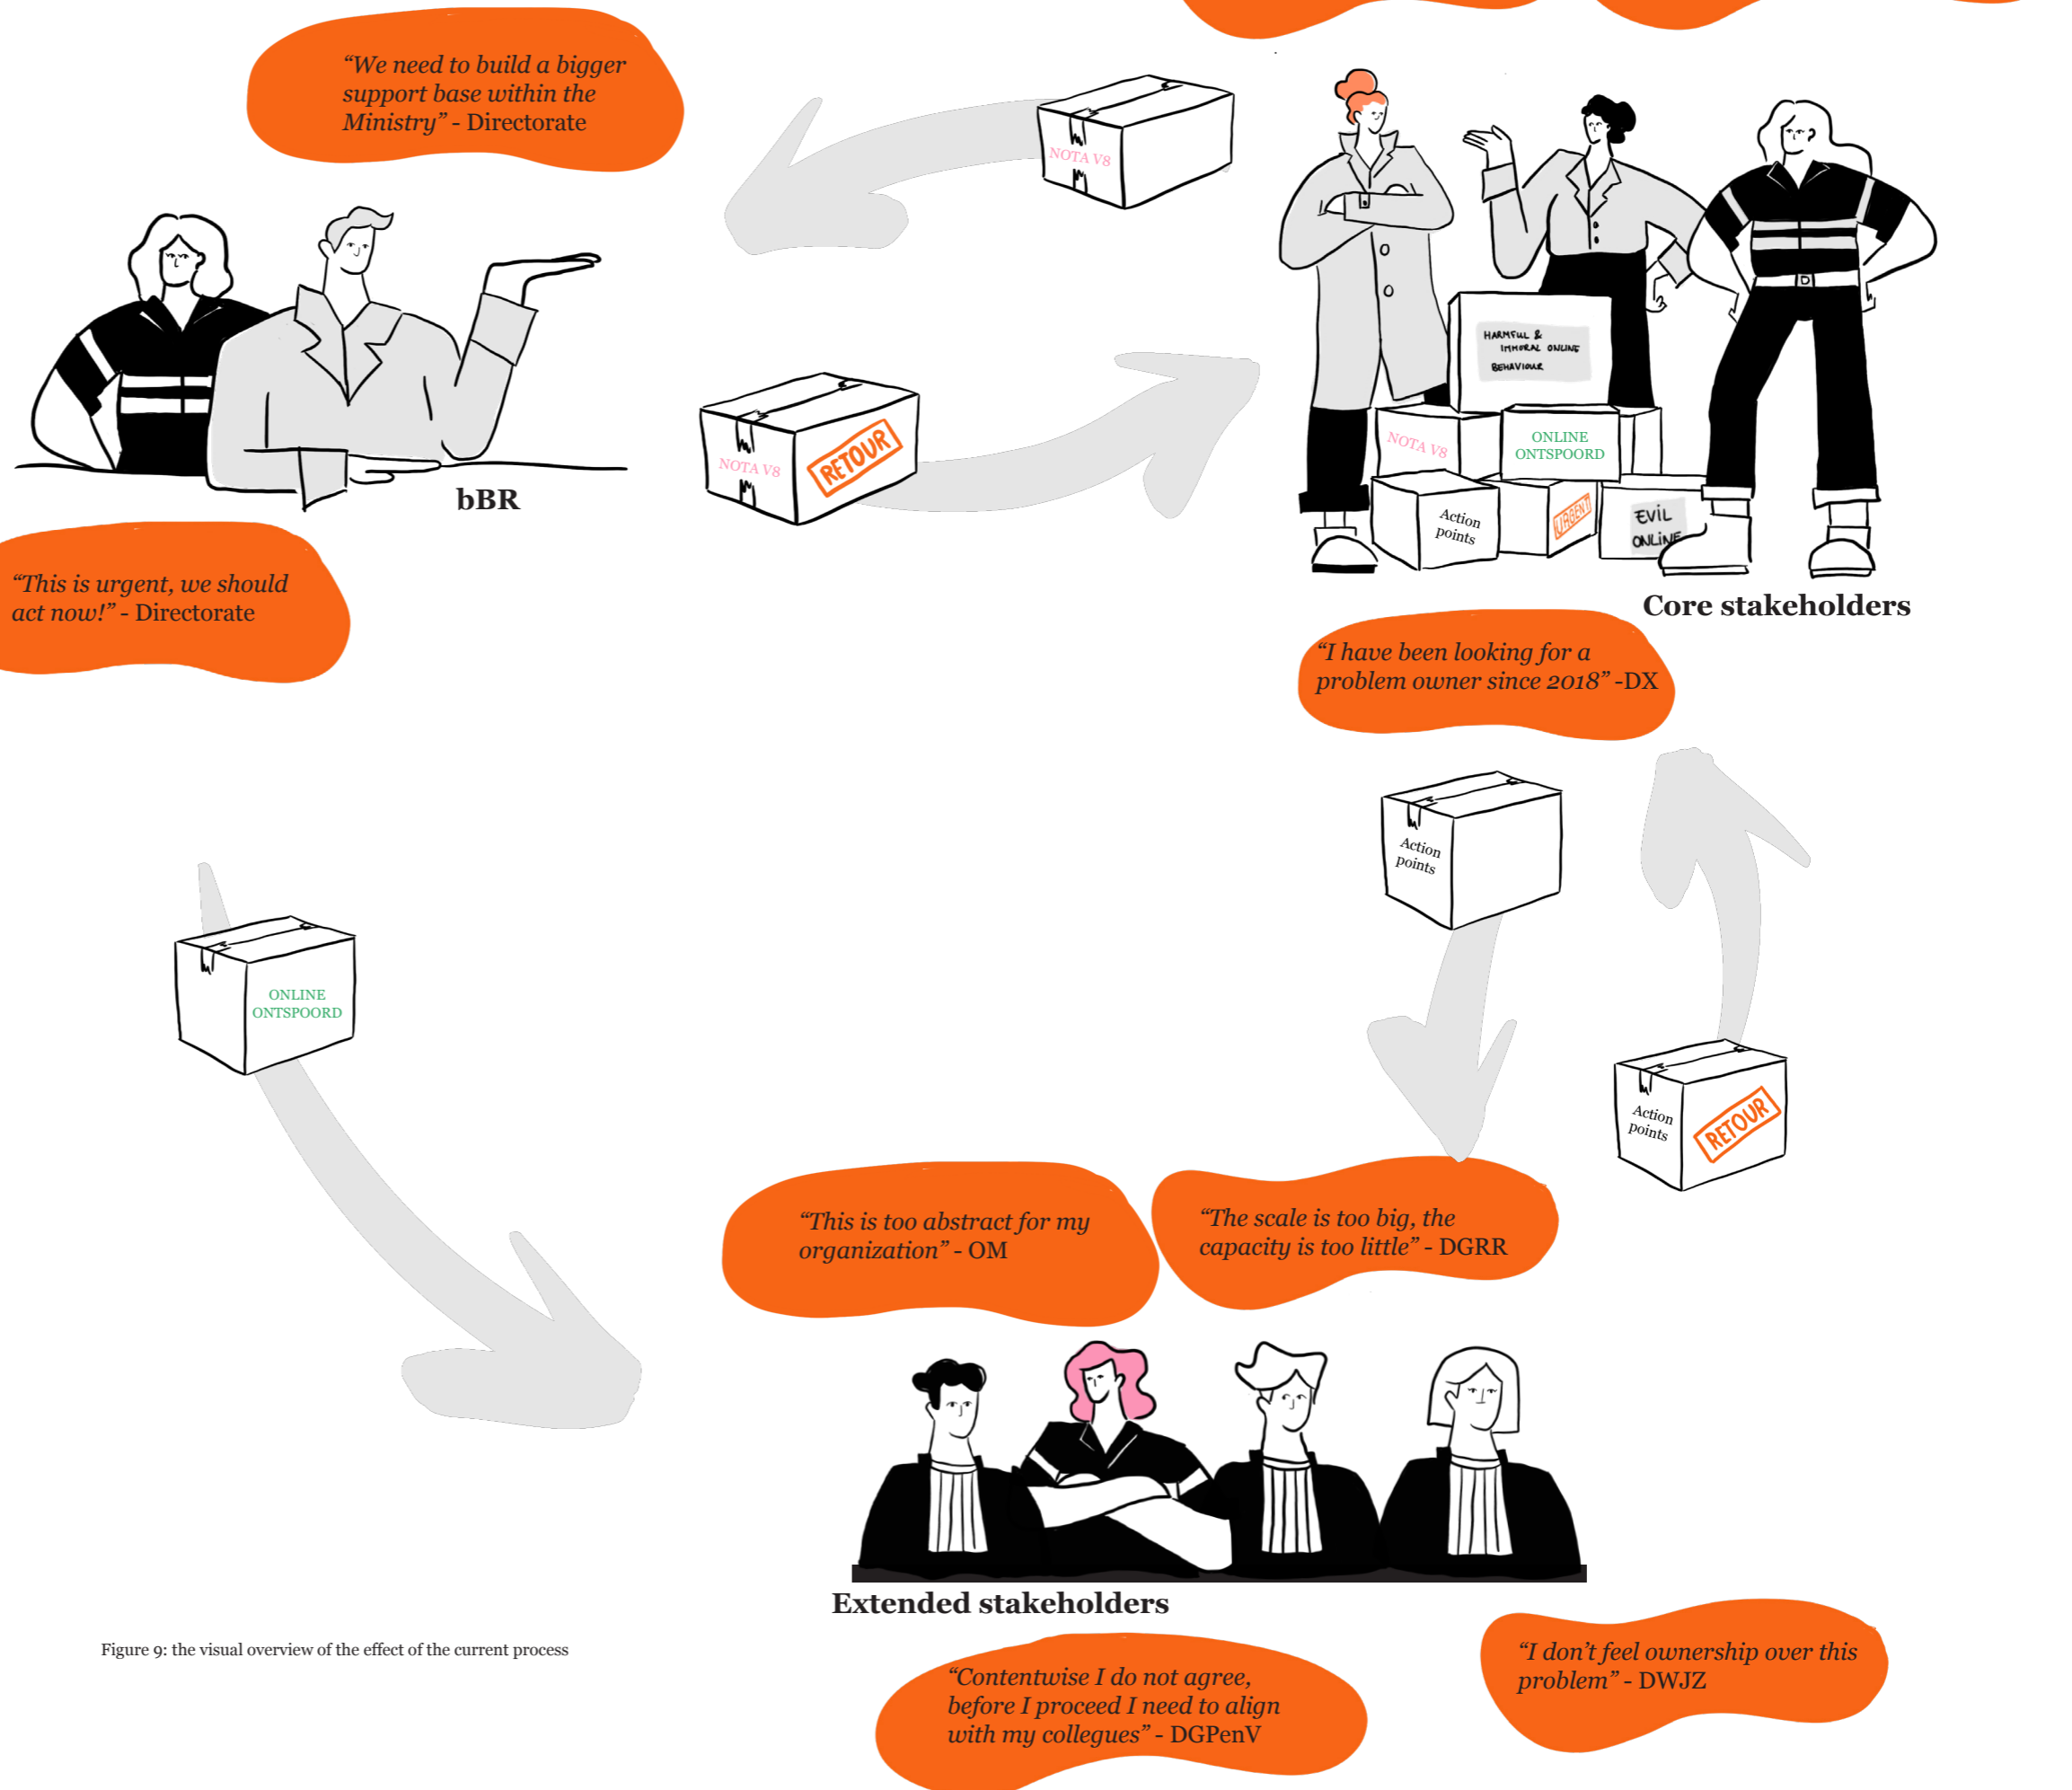 “We need to build a bigger
support base within the
Ministry” - Directorate
NOTA V8
bBR
NOTA V8
RETOUR
HARMFUL &
IMMORAL ONLINE
BEHAVIOUR
NOTA V8
ONLINE
ONTSPOORD
Action
points
URGENT
EVIL
ONLINE
Core stakeholders
“This is urgent, we should
act now!” - Directorate
“I have been looking for a
problem owner since 2018” -DX
Action
points
ONLINE
ONTSPOORD
Action
points
RETOUR
“This is too abstract for my
organization” - OM
“The scale is too big, the
capacity is too little” - DGRR
Extended stakeholders
Figure 9: the visual overview of the effect of the current process
“Contentwise I do not agree,
before I proceed I need to align
with my collegues” - DGPenV
“I don’t feel ownership over this
problem” - DWJZ